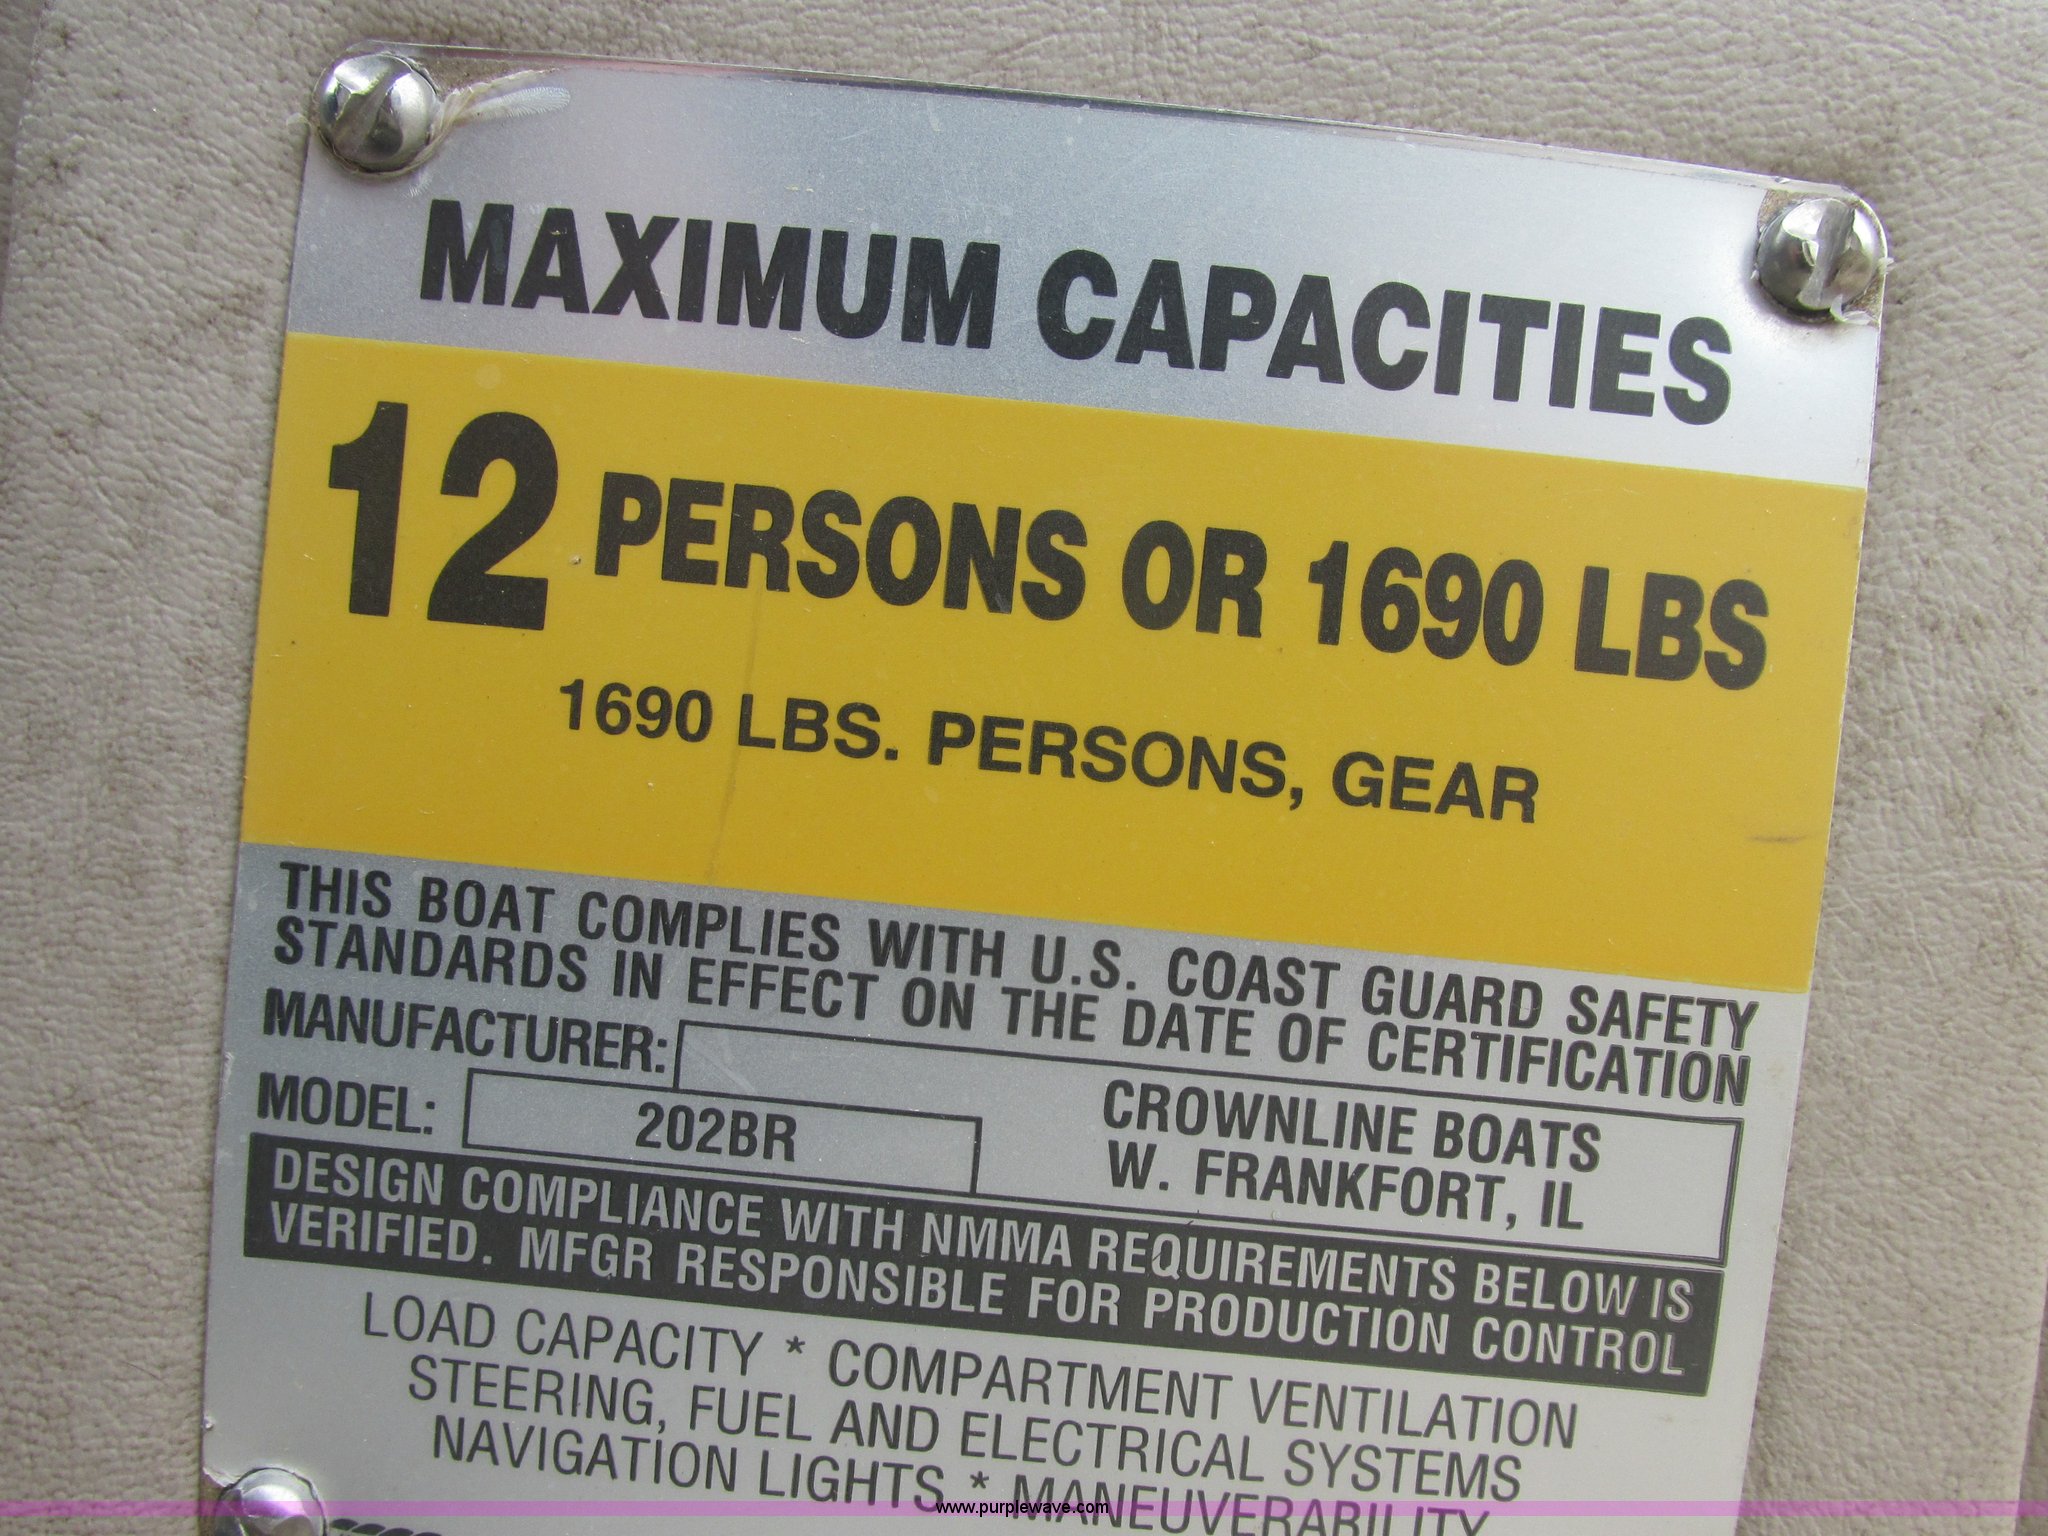 MAXIMUM CAPACITIES
12 PERSONS OR 1690 LBS
1690 LBS. PERSONS, GEAR
THIS BOAT COMPLIES WITH U.S. COAST GUARD SAFETY
STANDARDS IN EFFECT ON THE DATE OF CERTIFICATION
MANUFACTURER:
CROWNLINE BOATS
W. FRANKFORT, IL
MODEL: 202BR
DESIGN COMPLIANCE WITH NMMA REQUIREMENTS BELOW IS
VERIFIED. MFGR RESPONSIBLE FOR PRODUCTION CONTROL
LOAD CAPACITY * COMPARTMENT VENTILATION
STEERING, FUEL AND ELECTRICAL SYSTEMS
NAVIGATION LIGHTS * MANEUVERABILITY
www.purplewave.com